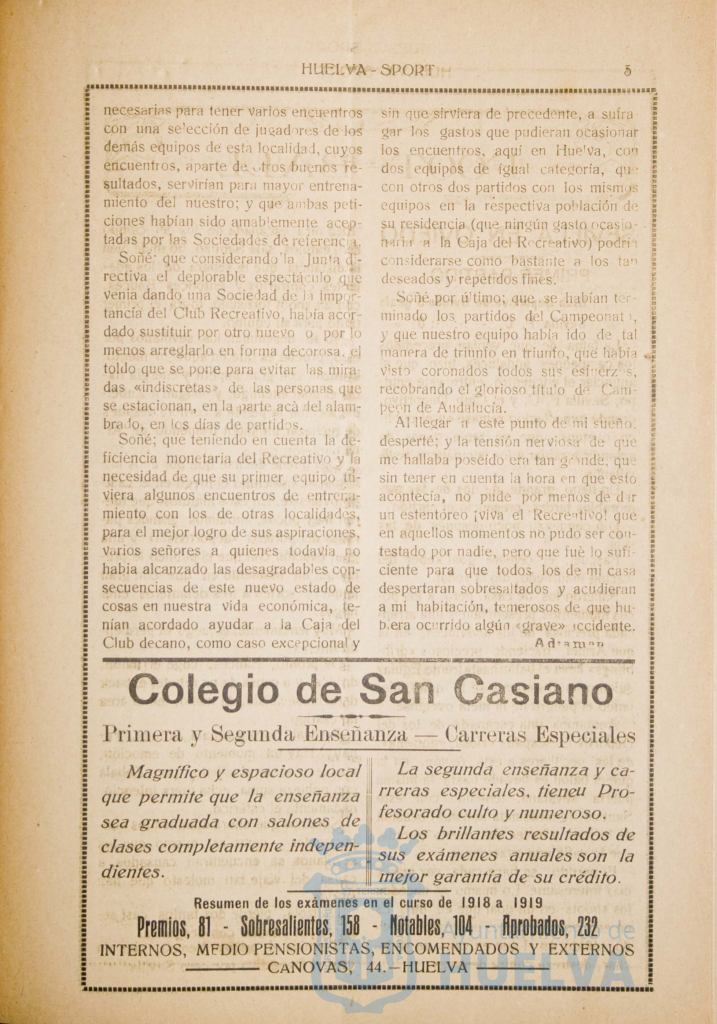 HUELVA - SPORT
5
necesarias para tener varios encuentros
con una selección de jugadores de los
demás equipos de esta localidad, cuyos
encuentros, aparte de otros buenos re-
sultados, servirían para mayor entrena-
miento del nuestro; y que ambas peti-
ciones habían sido amablemente acep-
tadas por las Sociedades de referencia.
Soñé: que considerando la Junta di-
rectiva el deplorable espectáculo que
venía dando una Sociedad de la impor-
tancia del Club Recreativo, había acor-
dado sustituir por otro nuevo o por lo
menos arreglarlo en forma decorosa, el
toldo que se pone para evitar las mira-
das «indiscretas» de las personas que
se estacionan, en la parte acá del alam-
brado, en los días de partidos.
Soñé; que teniendo en cuenta la de-
ficiencia monetaria del Recreativo y la
necesidad de que su primer equipo tu-
viera algunos encuentros de entrena-
miento con los de otras localidades,
para el mejor logro de sus aspiraciones,
varios señores a quienes todavía no
había alcanzado las desagradables con-
secuencias de este nuevo estado de
cosas en nuestra vida económica, te-
nían acordado ayudar a la Caja del
Club decano, como caso excepcional y
sin que sirviera de precedente, a sufra
gar los gastos que pudieran ocasionar
los encuentros, aquí en Huelva, con
dos equipos de igual categoría, que
con otros dos partidos con los mismos
equipos en la respectiva población de
su residencia (que ningún gasto ocasio-
naría a la Caja del Recreativo) podría
considerarse como bastante a los tan
deseados y repetidos fines.
Soñé por último; que se habían ter-
minado los partidos del Campeonato,
y que nuestro equipo había ido de tal
manera de triunfo en triunfo, que había
visto coronados todos sus esfuerzos,
recobrando el glorioso título de Cam-
peón de Andalucía.
Al llegar a este punto de mi sueño,
desperté; y la tensión nerviosa de que
me hallaba poseído era tan grande, que
sin tener en cuenta la hora en que esto
acontecía, no pude por menos de dar
un estentóreo ¡viva el Recreativo! que
en aquellos momentos no pudo ser con-
testado por nadie, pero que fué lo sufi-
ciente para que todos los de mi casa
despertaran sobresaltados y acudieran
a mi habitación, temerosos de que hu-
biera ocurrido algún «grave» accidente.
Colegio de San Casiano
Primera y Segunda Enseñanza — Carreras Especiales
Magnífico y espacioso local
que permite que la enseñanza
sea graduada con salones de
clases completamente indepen-
dientes.
La segunda enseñanza y ca-
rreras especiales, tieneu Pro-
fesorado culto y numeroso.
Los brillantes resultados de
sus exámenes anuales son la
mejor garantía de su crédito.
Resumen de los exámenes en el curso de 1918 a 1919
Premios, 81 - Sobresalientes, 158 - Notables, 104 - Aprobados, 232
INTERNOS, MEDIO PENSIONISTAS, ENCOMENDADOS Y EXTERNOS
CANOVAS, 44.—HUELVA
Ayuntamiento de
HUELVA